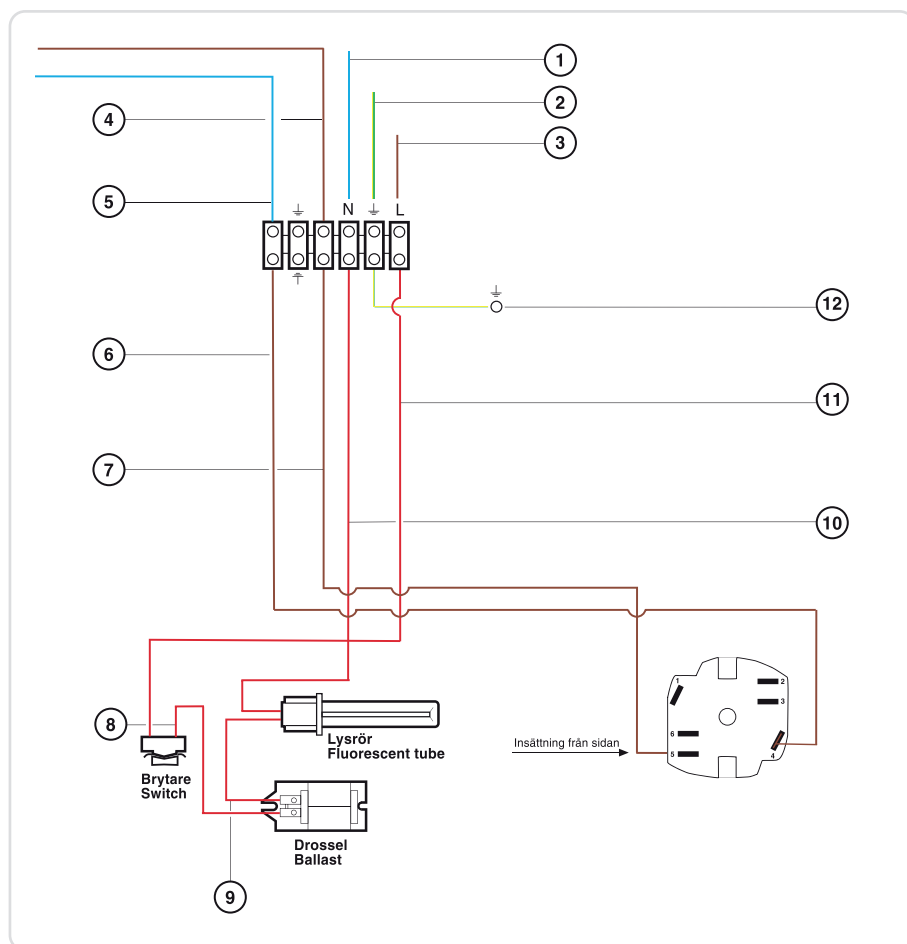 1
2
4
3
5
N
L
12
6
11
7
10
1
2
3
8
Lysrör
Fluorescent tube
6
Insättning från sidan
5
4
Brytare
Switch
Drossel
Ballast
9